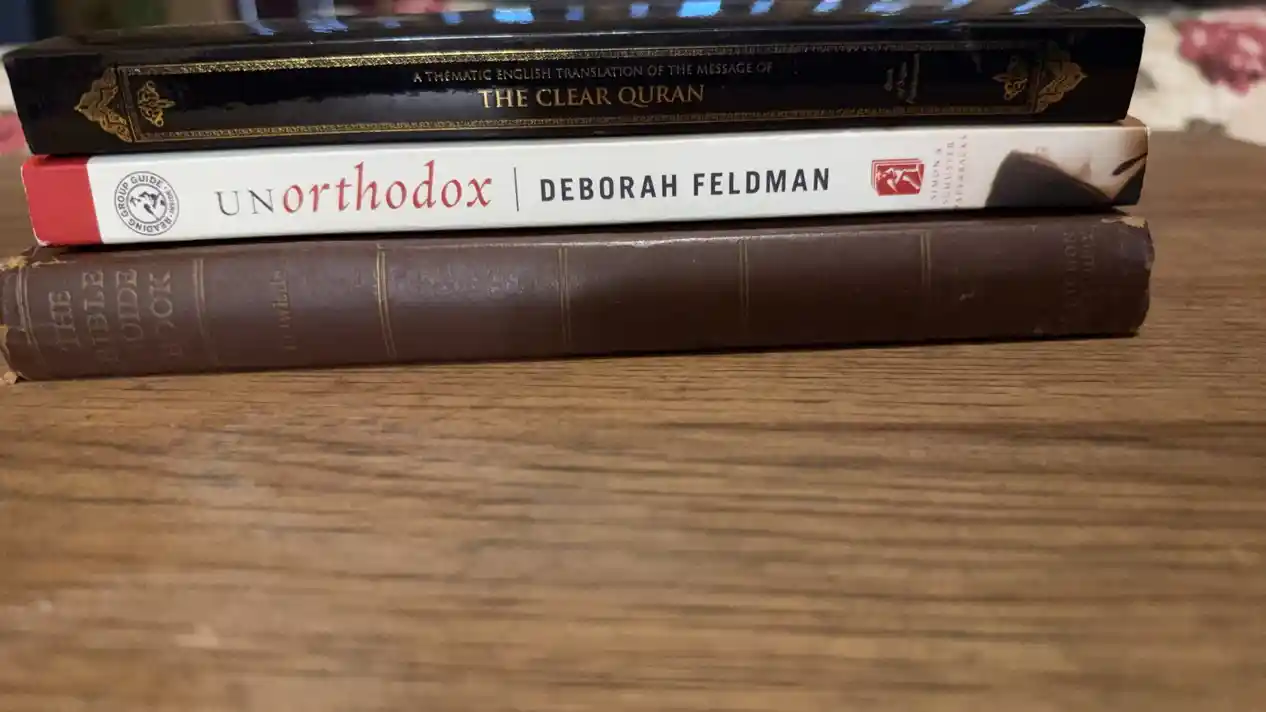 A THEMATIC ENGLISH TRANSLATION OF THE MESSAGE OF
THE CLEAR QURAN
READING GROUP GUIDE
UNorthodox | DEBORAH FELDMAN
SIMON &
SCHUSTER
PAPERBACKS
THE
BIBLE
GUIDE
BOOK